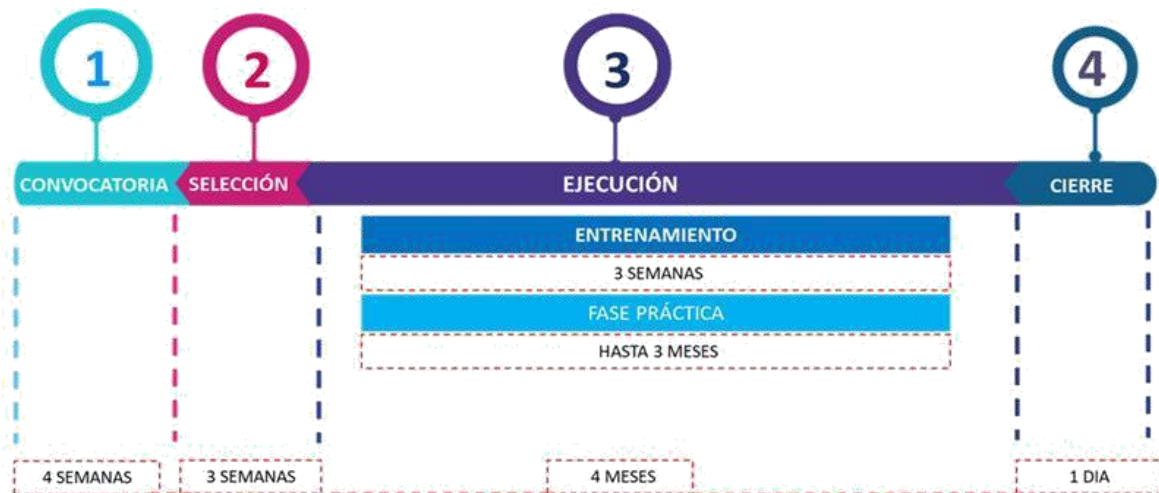 1
2
3
4
CONVOCATORIA
SELECCIÓN
EJECUCIÓN
CIERRE
ENTRENAMIENTO
3 SEMANAS
FASE PRÁCTICA
HASTA 3 MESES
4 SEMANAS
3 SEMANAS
4 MESES
1 DIA